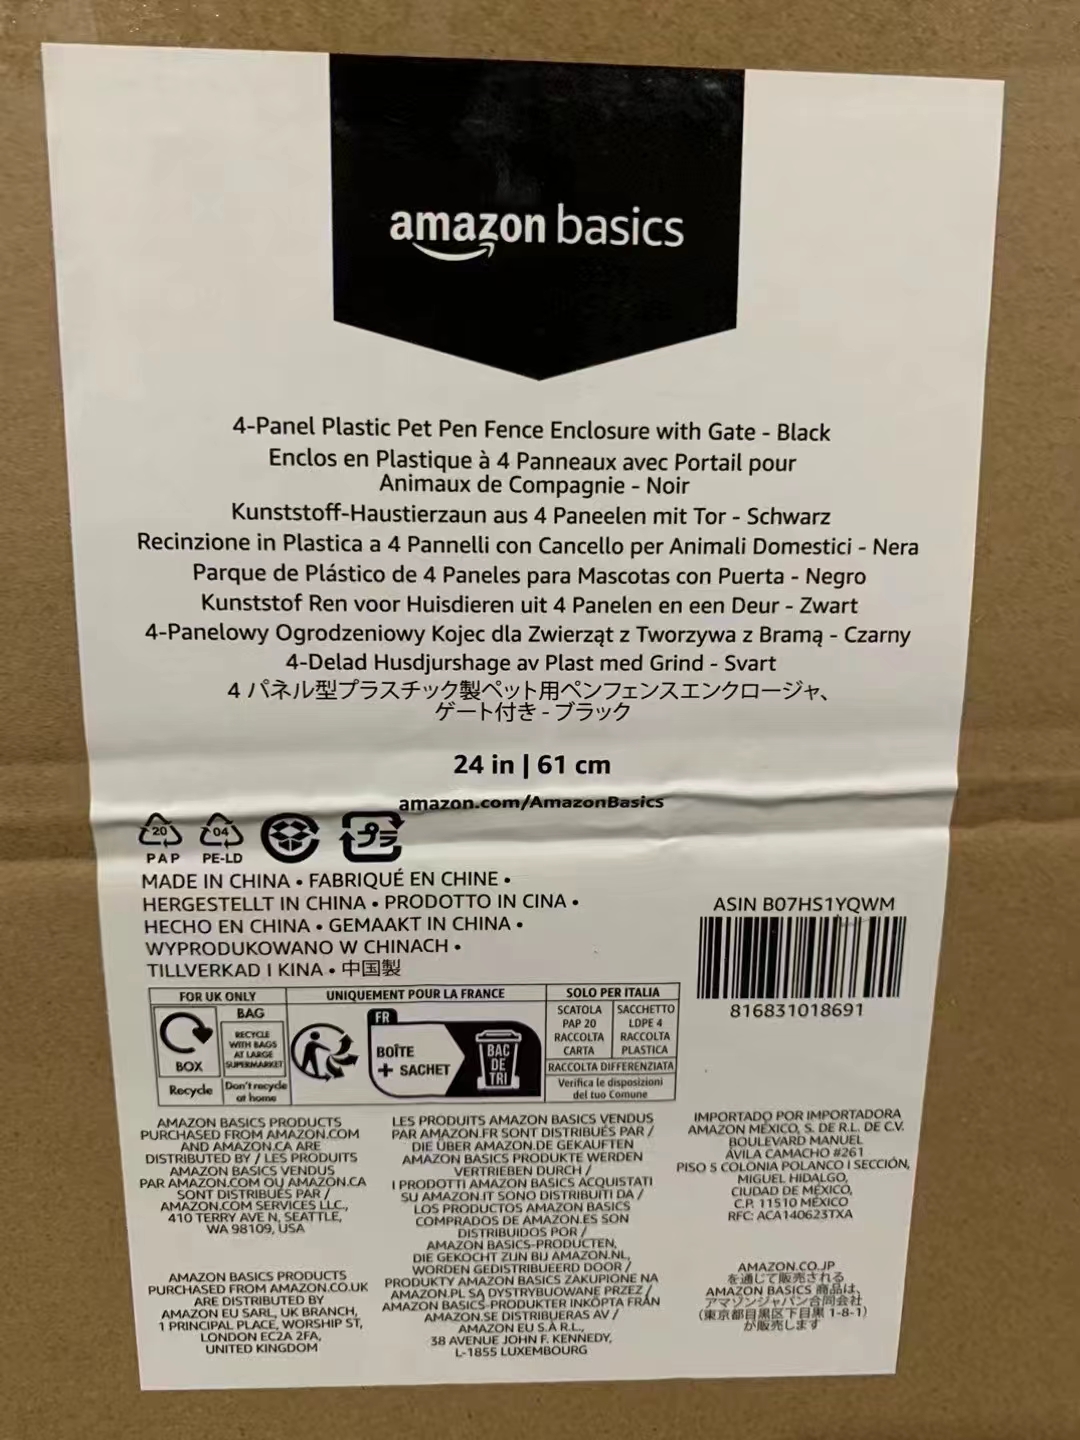 amazon basics
4-Panel Plastic Pet Pen Fence Enclosure with Gate - Black
Enclos en Plastique à 4 Panneaux avec Portail pour
Animaux de Compagnie - Noir
Kunststoff-Haustierzaun aus 4 Paneelen mit Tor - Schwarz
Recinzione in Plastica a 4 Pannelli con Cancello per Animali Domestici - Nera
Parque de Plástico de 4 Paneles para Mascotas con Puerta - Negro
Kunststof Ren voor Huisdieren uit 4 Panelen en een Deur - Zwart
4-Panelowy Ogrodzeniowy Kojec dla Zwierząt z Tworzywa z Bramą - Czarny
4-Delad Husdjurshage av Plast med Grind - Svart
4 パネル型プラスチック製ペット用ペンフェンスエンクロージャ、
ゲート付き - ブラック
24 in | 61 cm
amazon.com/AmazonBasics
20
PAP
04
PE-LD
プラ
MADE IN CHINA • FABRIQUÉ EN CHINE •
HERGESTELLT IN CHINA • PRODOTTO IN CINA •
HECHO EN CHINA • GEMAAKT IN CHINA •
WYPRODUKOWANO W CHINACH •
TILLVERKAD I KINA • 中国製
ASIN B07HS1YQWM
816831018691
FOR UK ONLY
BOX
Recycle
BAG
RECYCLE
WITH BAGS
AT LARGE
SUPERMARKET
Don't recycle
at home
UNIQUEMENT POUR LA FRANCE
FR
BOÎTE
+ SACHET
BAC
DE
TRI
SOLO PER ITALIA
SCATOLA
PAP 20
RACCOLTA
CARTA
SACCHETTO
LDPE 4
RACCOLTA
PLASTICA
RACCOLTA DIFFERENZIATA
Verifica le disposizioni
del tuo Comune
AMAZON BASICS PRODUCTS
PURCHASED FROM AMAZON.COM
AND AMAZON.CA ARE
DISTRIBUTED BY / LES PRODUITS
AMAZON BASICS VENDUS
PAR AMAZON.COM OU AMAZON.CA
SONT DISTRIBUÉS PAR /
AMAZON.COM SERVICES LLC.,
410 TERRY AVE N, SEATTLE,
WA 98109, USA
AMAZON BASICS PRODUCTS
PURCHASED FROM AMAZON.CO.UK
ARE DISTRIBUTED BY
AMAZON EU SARL, UK BRANCH,
1 PRINCIPAL PLACE, WORSHIP ST,
LONDON EC2A 2FA,
UNITED KINGDOM
LES PRODUITS AMAZON BASICS VENDUS
PAR AMAZON.FR SONT DISTRIBUÉS PAR /
DIE ÜBER AMAZON.DE GEKAUFTEN
AMAZON BASICS PRODUKTE WERDEN
VERTRIEBEN DURCH /
I PRODOTTI AMAZON BASICS ACQUISTATI
SU AMAZON.IT SONO DISTRIBUITI DA /
LOS PRODUCTOS AMAZON BASICS
COMPRADOS DE AMAZON.ES SON
DISTRIBUIDOS POR /
AMAZON BASICS-PRODUCTEN,
DIE GEKOCHT ZIJN BIJ AMAZON.NL,
WORDEN GEDISTRIBUEERD DOOR /
PRODUKTY AMAZON BASICS ZAKUPIONE NA
AMAZON.PL SĄ DYSTRYBUOWANE PRZEZ /
AMAZON BASICS-PRODUKTER INKÖPTA FRÅN
AMAZON.SE DISTRIBUERAS AV /
AMAZON EU S.À R.L.,
38 AVENUE JOHN F. KENNEDY,
L-1855 LUXEMBOURG
IMPORTADO POR IMPORTADORA
AMAZON MÉXICO, S. DE R.L. DE C.V.
BOULEVARD MANUEL
ÁVILA CAMACHO #261
PISO 5 COLONIA POLANCO I SECCIÓN,
MIGUEL HIDALGO,
CIUDAD DE MÉXICO,
C.P. 11510 MÉXICO
RFC: ACA140623TXA
AMAZON.CO.JP
を通じて販売される
AMAZON BASICS 商品は、
アマゾンジャパン合同会社
（東京都目黒区下目黒 1-8-1）
が販売します